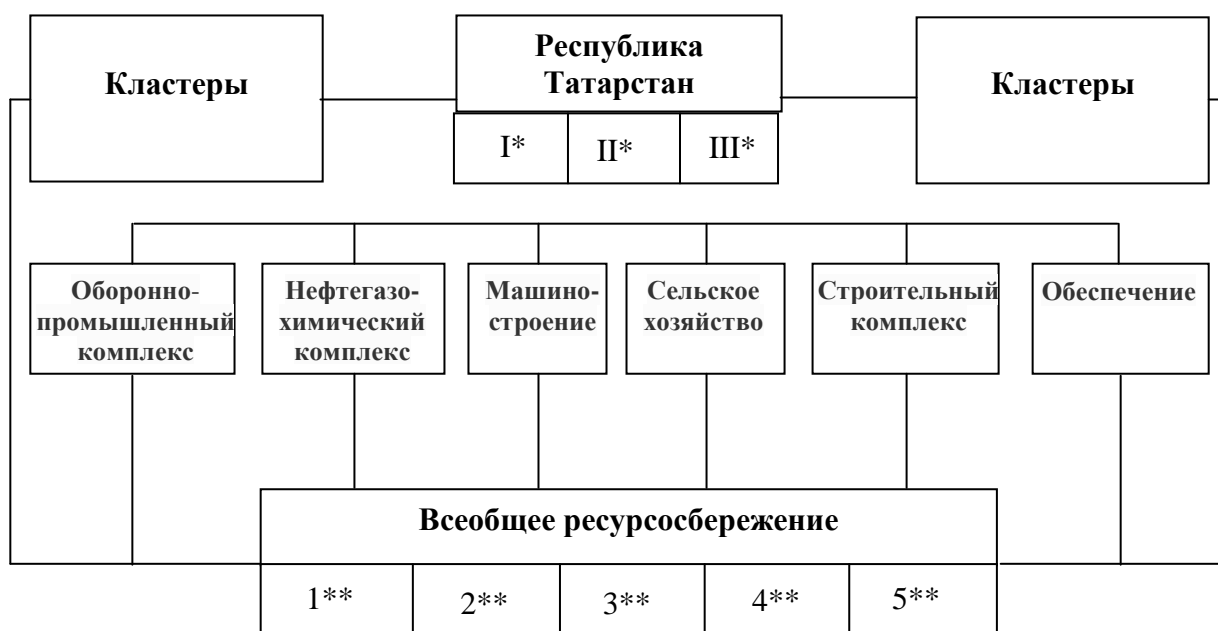 Кластеры
Республика
Татарстан
Кластеры
I*
II*
III*
Оборонно-
промышленный
комплекс
Нефтегазо-
химический
комплекс
Машино-
строение
Сельское
хозяйство
Строительный
комплекс
Обеспечение
Всеобщее ресурсосбережение
1**
2**
3**
4**
5**